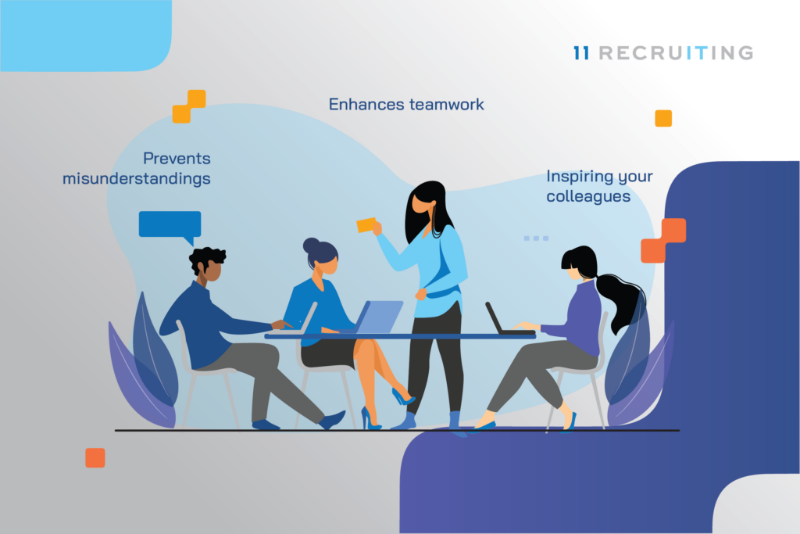 11 RECRUITING
Enhances teamwork
Prevents
misunderstandings
Inspiring your
colleagues